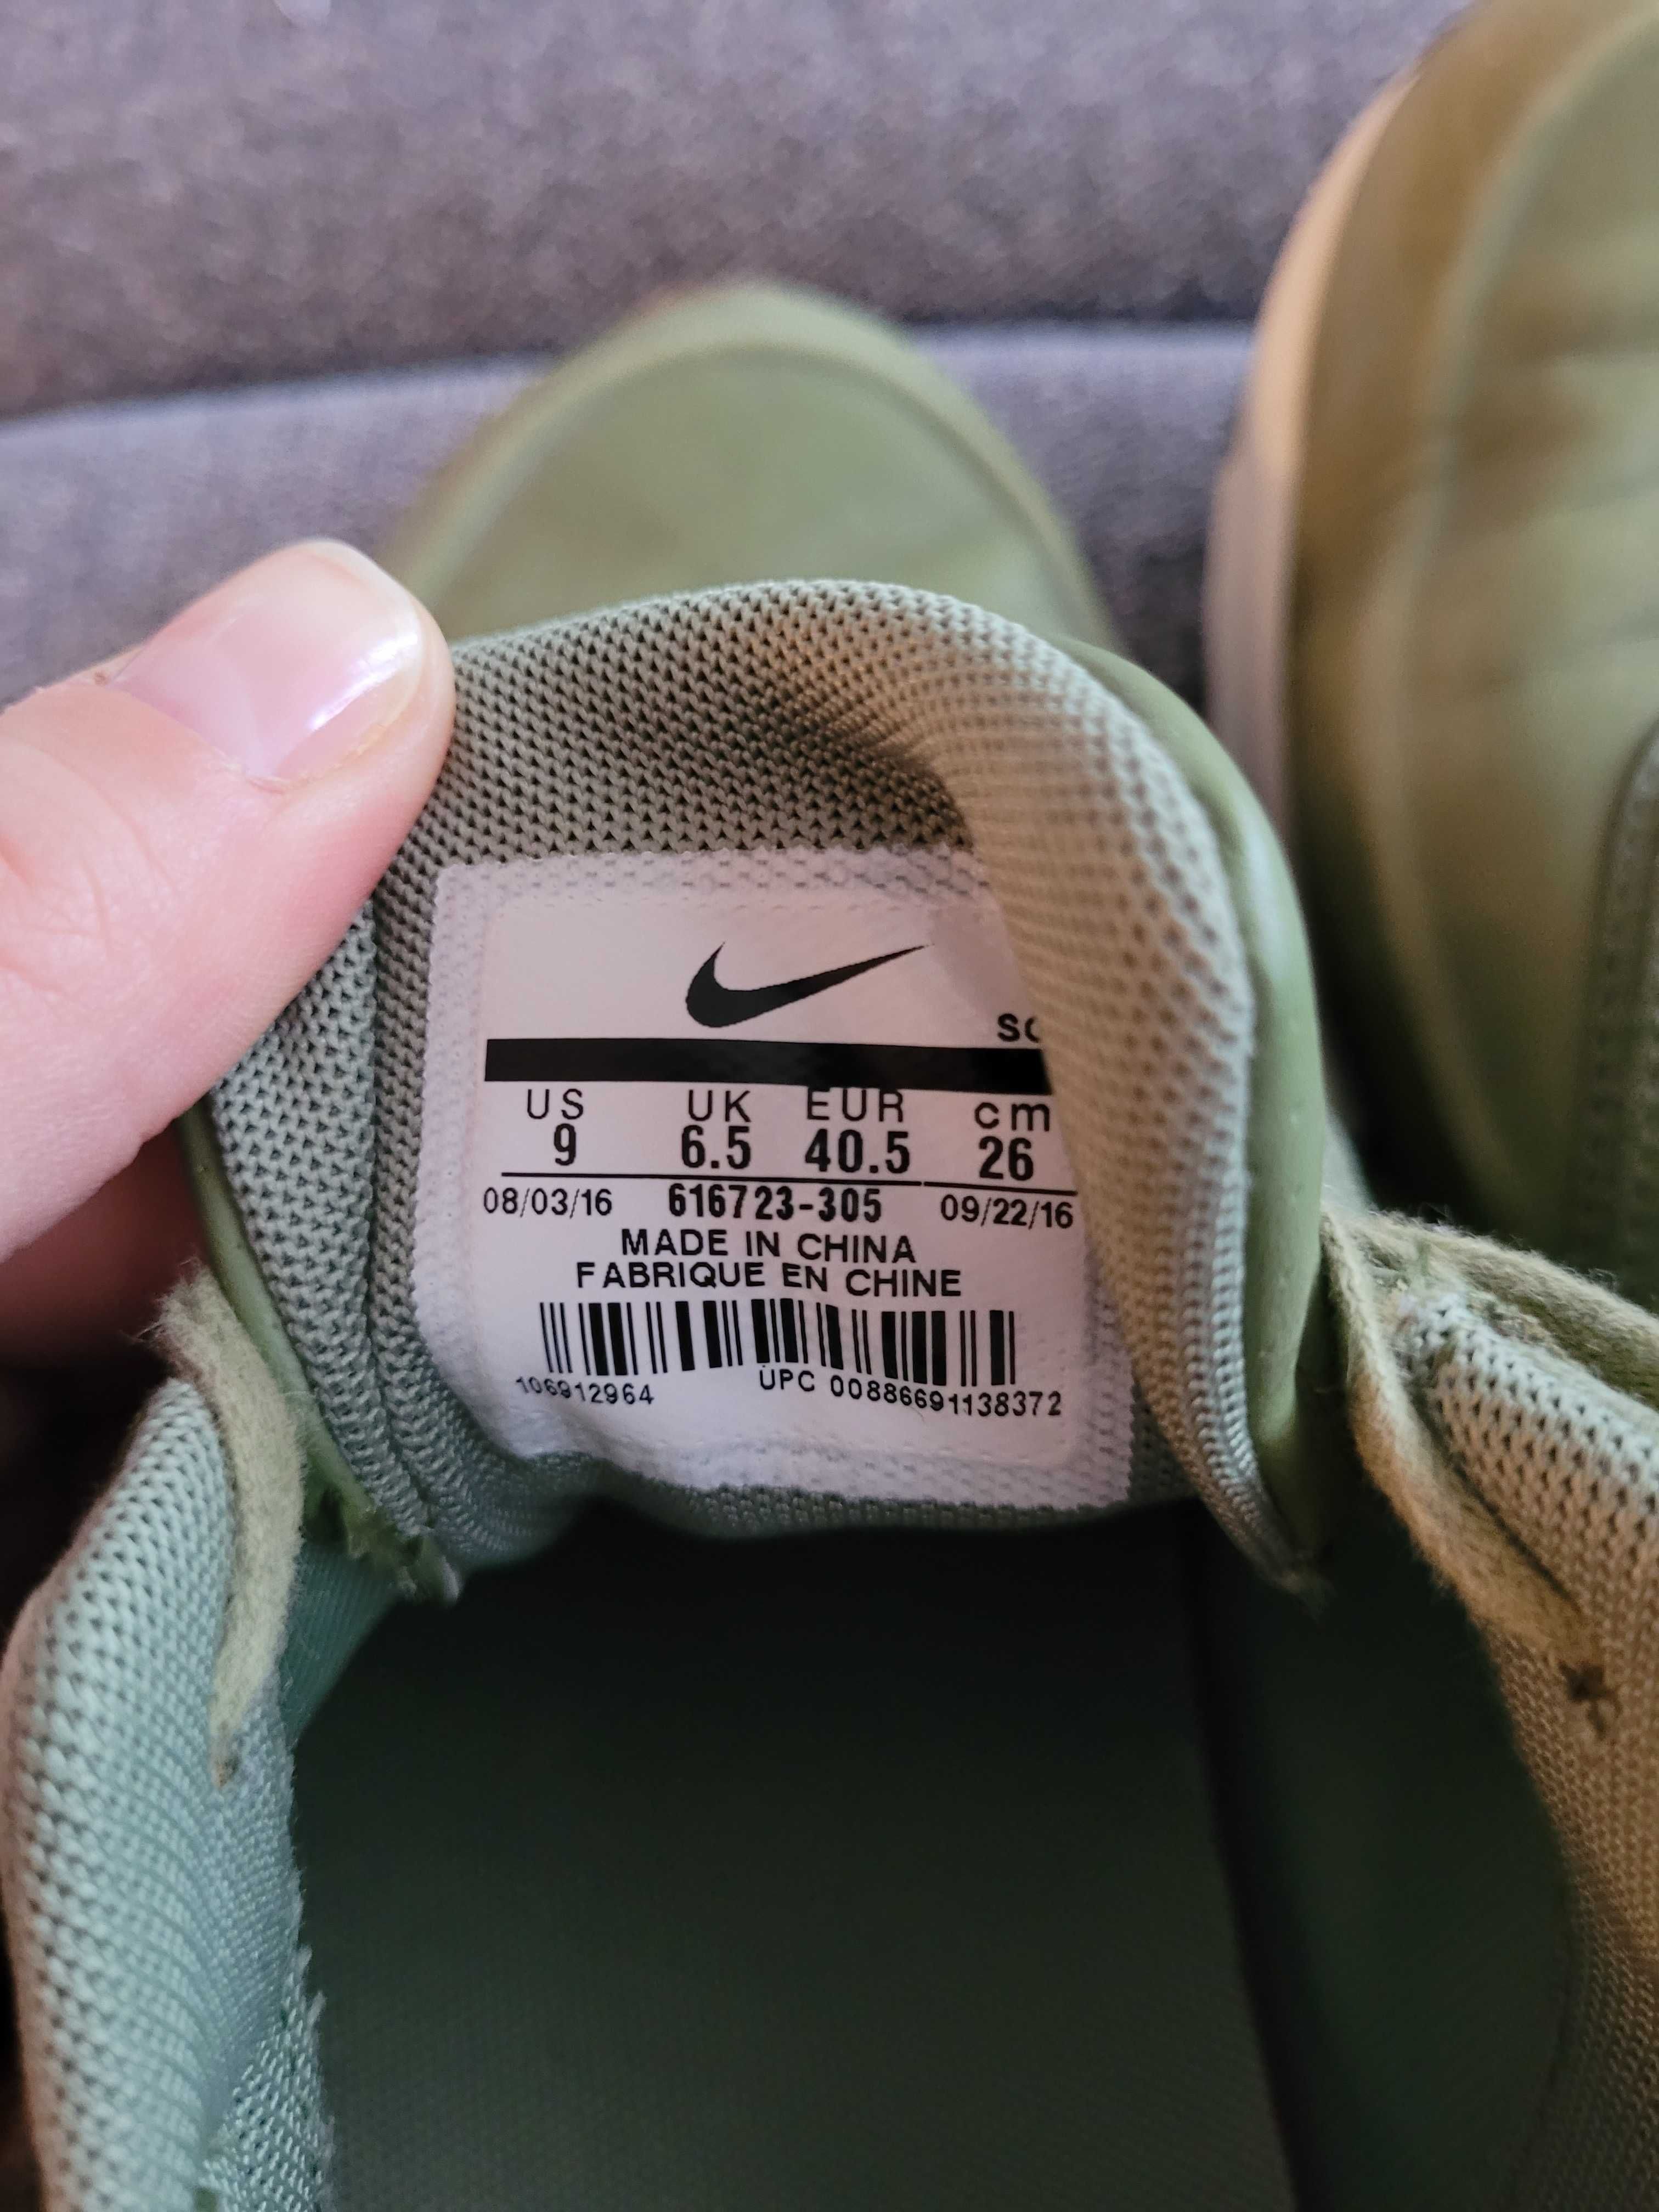 US UK EUR cm
9 6.5 40.5 26
08/03/16 616723-305 09/22/16
MADE IN CHINA
FABRIQUE EN CHINE
106912964 UPC 00886691138372